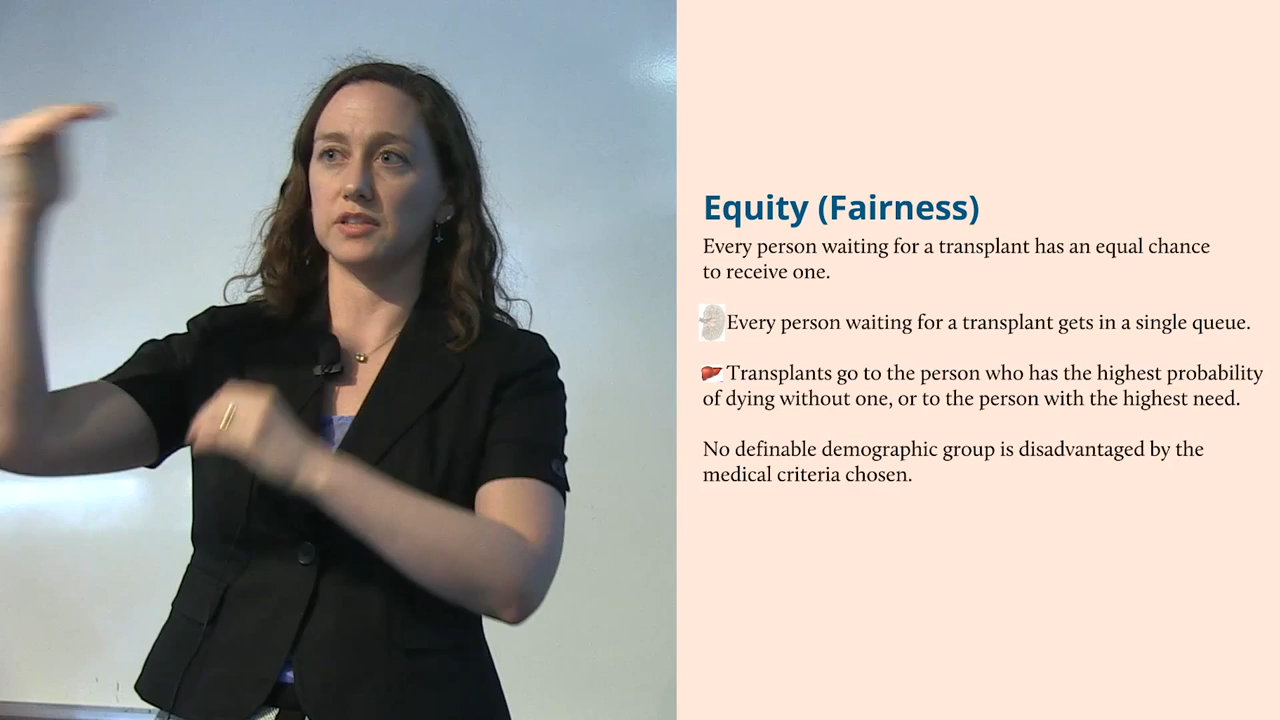 Equity (Fairness)
Every person waiting for a transplant has an equal chance
to receive one.
Every person waiting for a transplant gets in a single queue.
Transplants go to the person who has the highest probability
of dying without one, or to the person with the highest need.
No definable demographic group is disadvantaged by the
medical criteria chosen.